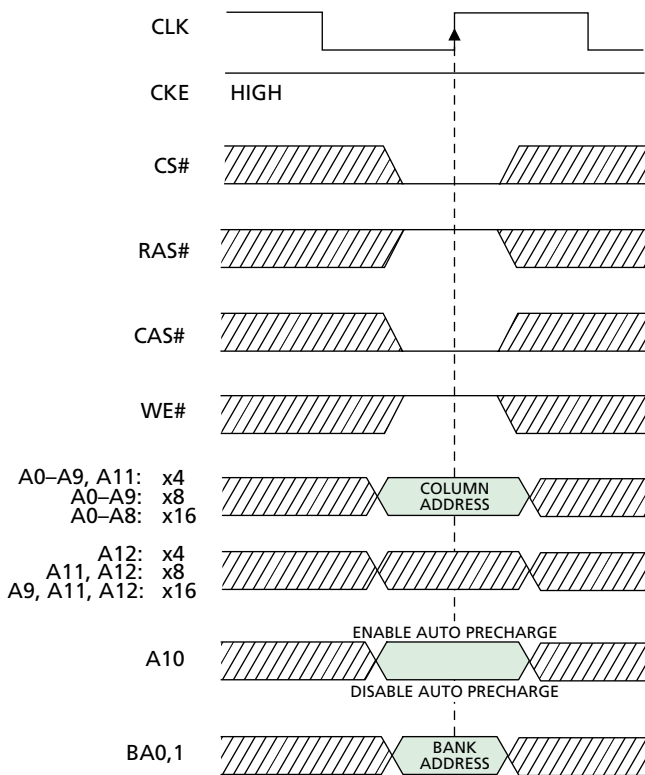 CLK
CKE HIGH
CS#
RAS#
CAS#
WE#
A0–A9, A11: x4
A0–A9: x8
A0–A8: x16
COLUMN
ADDRESS
A12: x4
A11, A12: x8
A9, A11, A12: x16
ENABLE AUTO PRECHARGE
A10
DISABLE AUTO PRECHARGE
BA0,1
BANK
ADDRESS